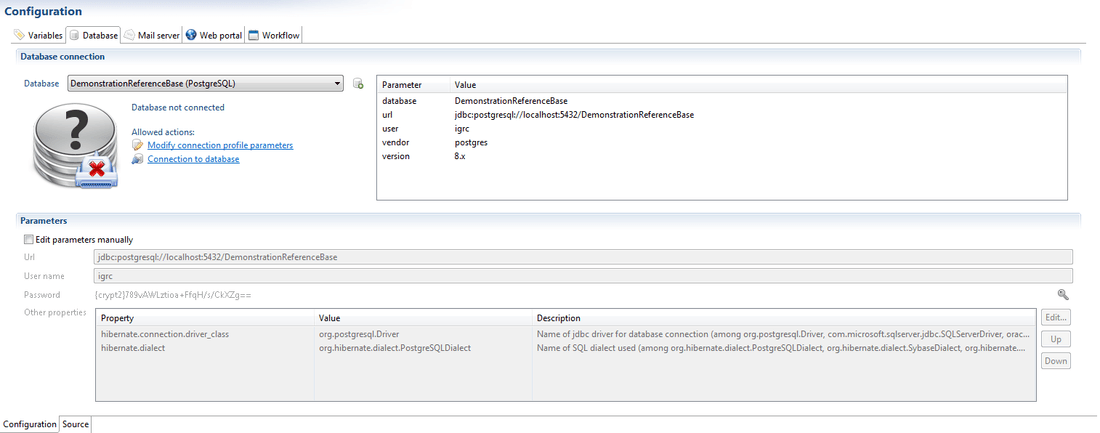 Configuration
Variables Database Mail server Web portal Workflow
Database connection
Database DemonstrationReferenceBase (PostgreSQL)
Database not connected
Allowed actions:
Modify connection profile parameters
Connection to database
Parameter Value
database DemonstrationReferenceBase
url jdbc:postgresql://localhost:5432/DemonstrationReferenceBase
user igrc
vendor postgres
version 8.x
Parameters
Edit parameters manually
Url jdbc:postgresql://localhost:5432/DemonstrationReferenceBase
User name igrc
Password {crypt2}789vAWLztioa+FfqH/s/CkXZg==
Other properties
Property Value Description
hibernate.connection.driver_class org.postgresql.Driver Name of jdbc driver for database connection (among org.postgresql.Driver, com.microsoft.sqlserver.jdbc.SQLServerDriver, orac...
hibernate.dialect org.hibernate.dialect.PostgreSQLDialect Name of SQL dialect used (among org.hibernate.dialect.PostgreSQLDialect, org.hibernate.dialect.SybaseDialect, org.hibernate....
Edit...
Up
Down
Configuration Source